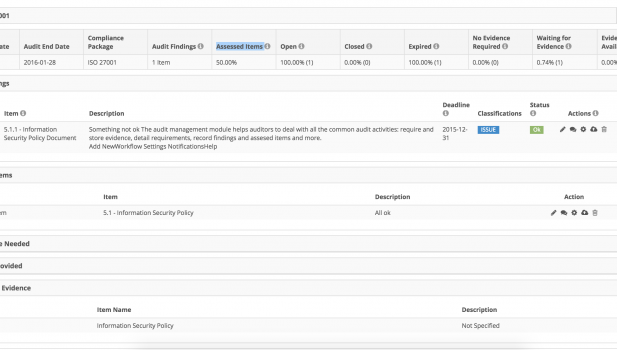 001
ate Audit End Date Compliance Package Audit Findings Assessed Items Open Closed Expired No Evidence Required Waiting for Evidence Evide Avail
2016-01-28 ISO 27001 1 Item 50.00% 100.00% (1) 0.00% (0) 100.00% (1) 0.00% (0) 0.74% (1) 0.00%
ngs
Item Description Deadline Classifications Status Actions
5.1.1 - Information Security Policy Document
Something not ok The audit management module helps auditors to deal with all the common audit activities: require and
store evidence, detail requirements, record findings and assesed items and more.
Add NewWorkflow Settings NotificationsHelp
2015-12-31
ISSUE
Ok
ems
Item Description Action
em 5.1 - Information Security Policy All ok
e Needed
rovided
Evidence
Item Name Description
Information Security Policy Not Specified